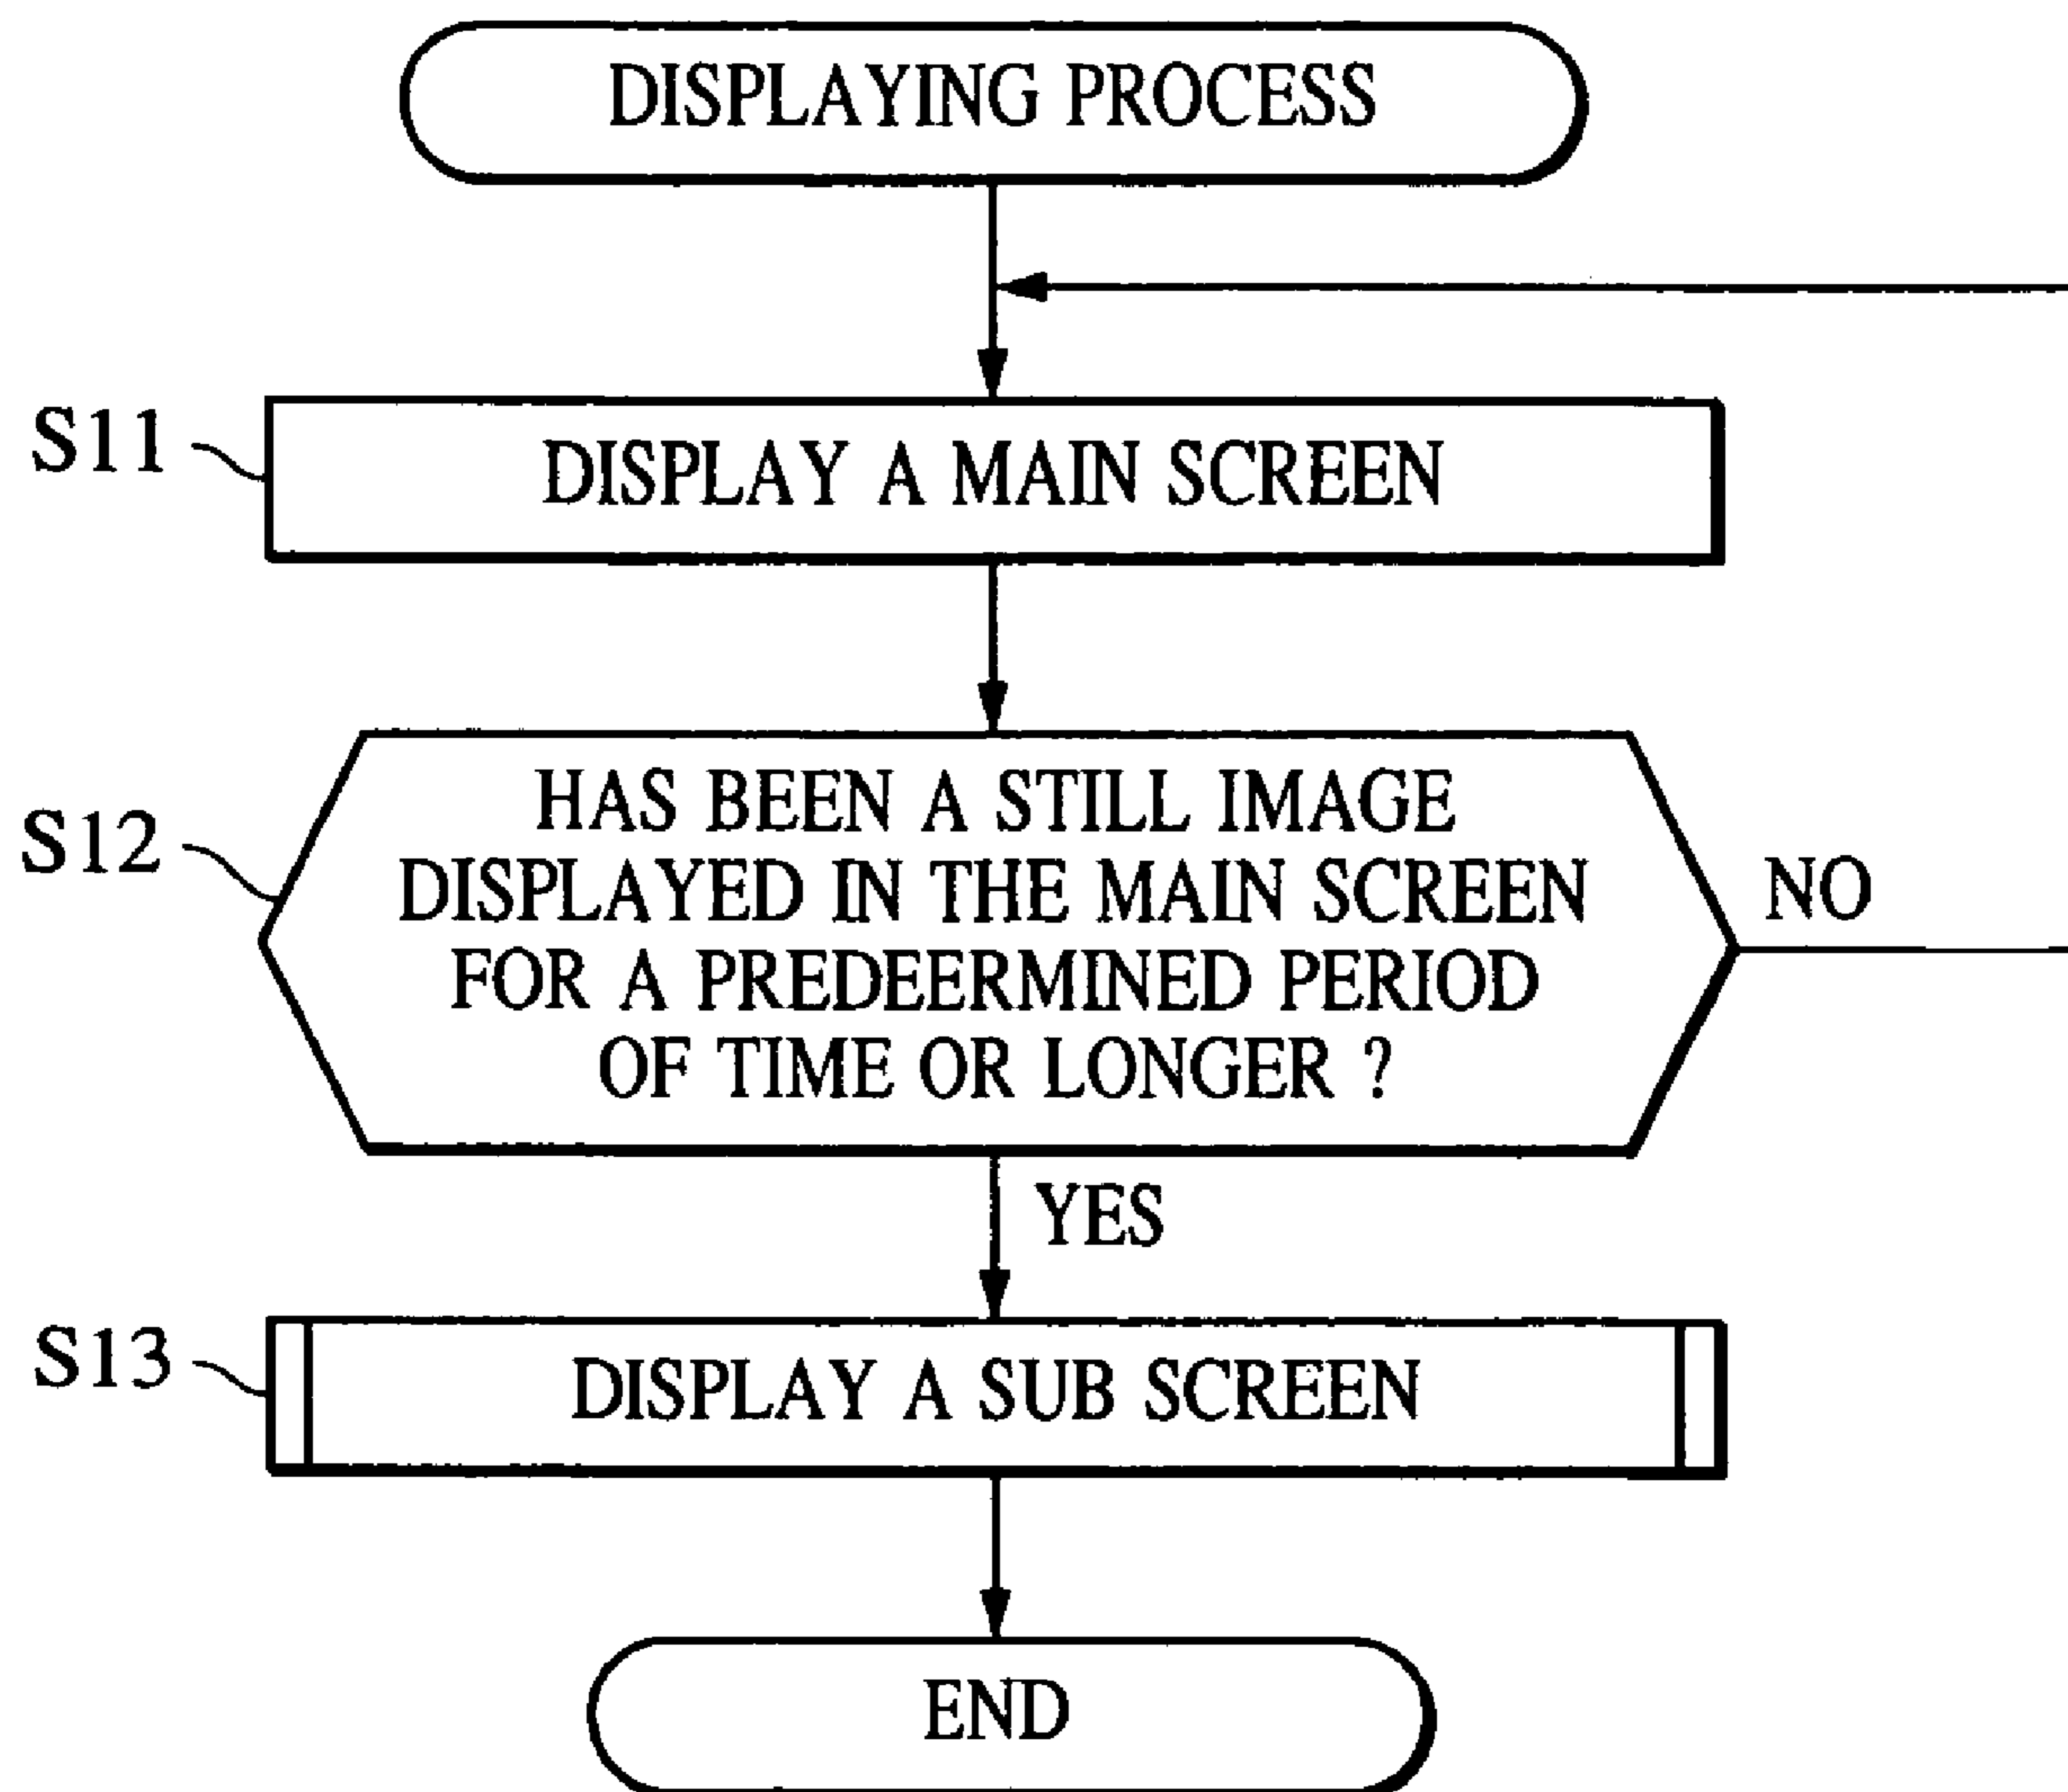 DISPLAYING PROCESS
S11
DISPLAY A MAIN SCREEN
S12
HAS BEEN A STILL IMAGE
DISPLAYED IN THE MAIN SCREEN
FOR A PREDEERMINED PERIOD
OF TIME OR LONGER ?
NO
YES
S13
DISPLAY A SUB SCREEN
END